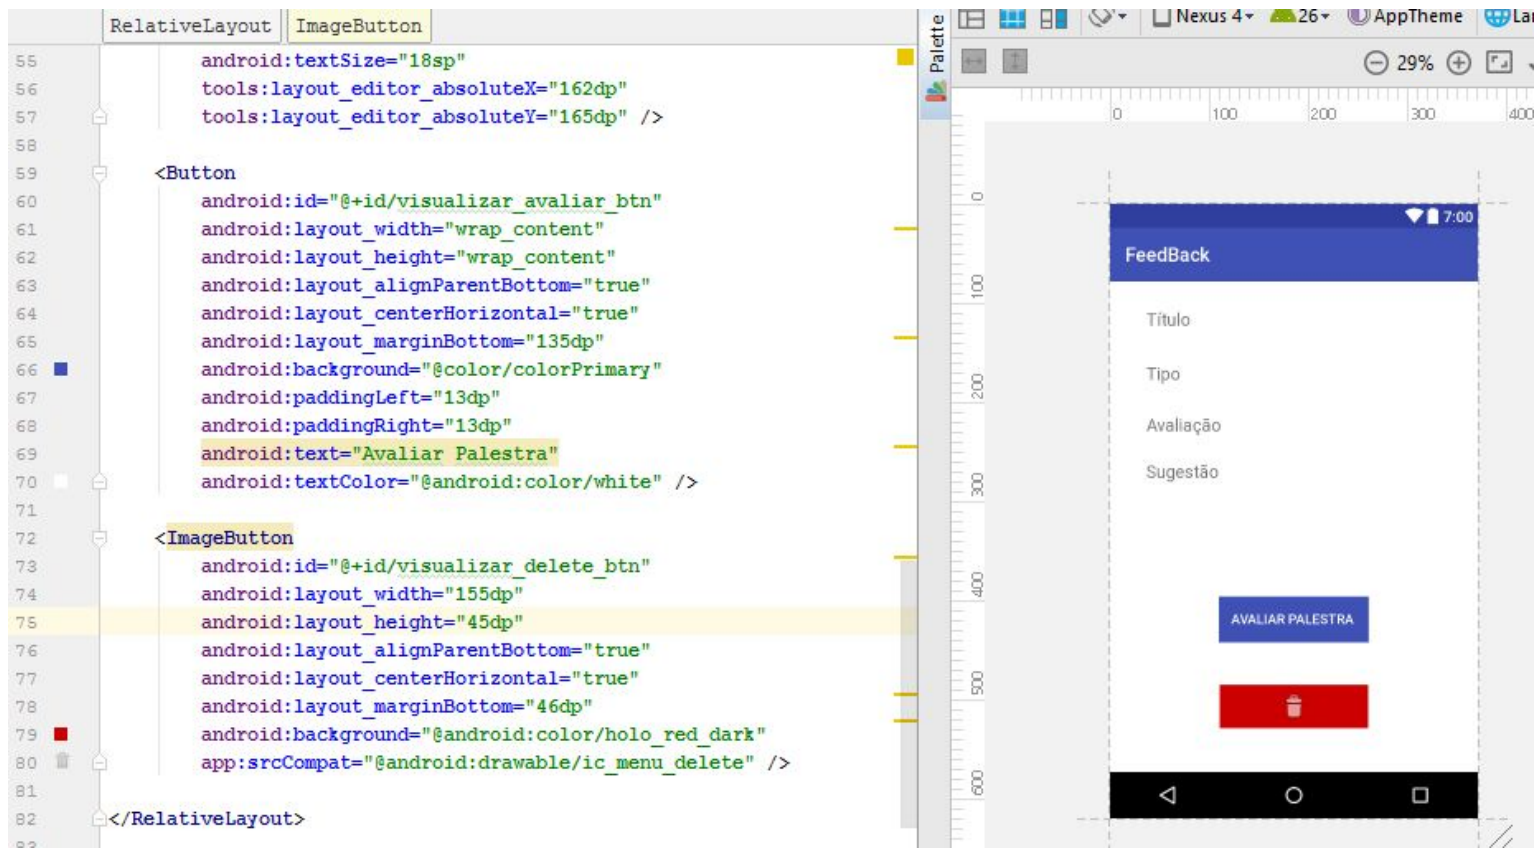 RelativeLayout ImageButton
55 android:textSize="18sp"
56 tools:layout_editor_absoluteX="162dp"
57 tools:layout_editor_absoluteY="165dp" />
58
59 <Button
60 android:id="@+id/visualizar_avaliar_btn"
61 android:layout_width="wrap_content"
62 android:layout_height="wrap_content"
63 android:layout_alignParentBottom="true"
64 android:layout_centerHorizontal="true"
65 android:layout_marginBottom="135dp"
66 android:background="@color/colorPrimary"
67 android:paddingLeft="13dp"
68 android:paddingRight="13dp"
69 android:text="Avaliar Palestra"
70 android:textColor="@android:color/white" />
71
72 <ImageButton
73 android:id="@+id/visualizar_delete_btn"
74 android:layout_width="155dp"
75 android:layout_height="45dp"
76 android:layout_alignParentBottom="true"
77 android:layout_centerHorizontal="true"
78 android:layout_marginBottom="46dp"
79 android:background="@android:color/holo_red_dark"
80 app:srcCompat="@android:drawable/ic_menu_delete" />
81
82 </RelativeLayout>
Palette
Nexus 4 26 AppTheme Lan
29%
0 100 200 300 400
0
100
200
300
400
500
600
7:00
FeedBack
Título
Tipo
Avaliação
Sugestão
AVALIAR PALESTRA